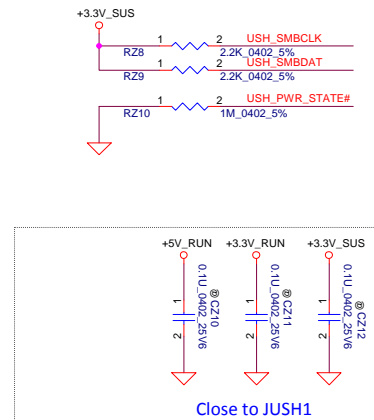 +3.3V_SUS
1 2 USH_SMBCLK
RZ8 2.2K_0402_5%
1 2 USH_SMBDAT
RZ9 2.2K_0402_5%
1 2 USH_PWR_STATE#
RZ10 1M_0402_5%
+5V_RUN +3.3V_RUN +3.3V_SUS
1 2 0.1U_0402_25V6 @CZ10
1 2 0.1U_0402_25V6 @CZ11
1 2 0.1U_0402_25V6 @CZ12
Close to JUSH1